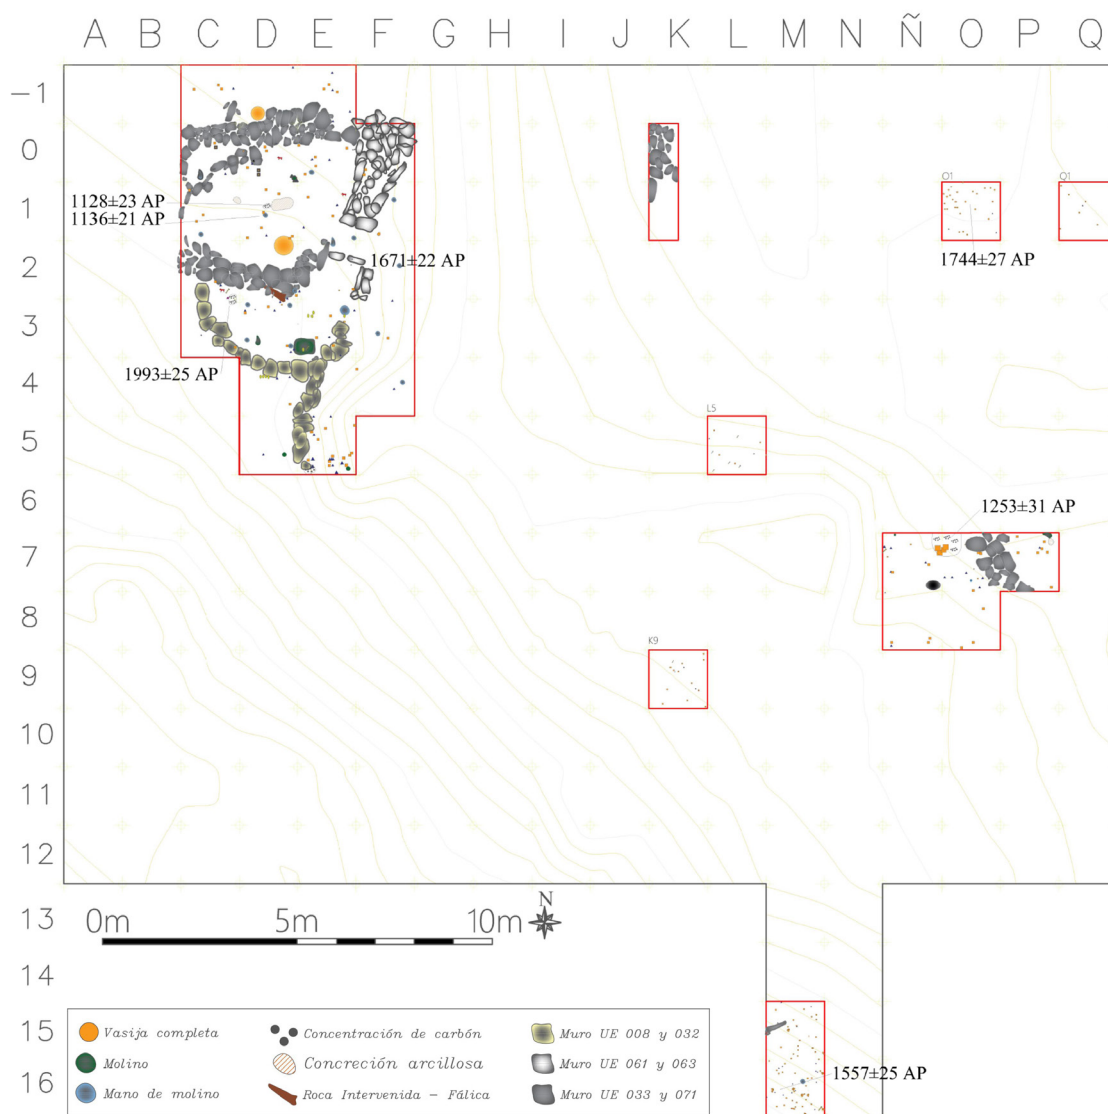 A B C D E F G H I J K L M N Ñ O P Q
-1
0
1
2
3
4
5
6
7
8
9
10
11
12
13
14
15
16
O1
Q1
1128±23 AP
1136±21 AP
1671±22 AP
1744±27 AP
1993±25 AP
L5
1253±31 AP
K9
0m 5m 10m
N
Vasija completa
Molino
Mano de molino
Concentración de carbón
Concreción arcillosa
Roca Intervenida - Fálica
Muro UE 008 y 032
Muro UE 061 y 063
Muro UE 033 y 071
1557±25 AP